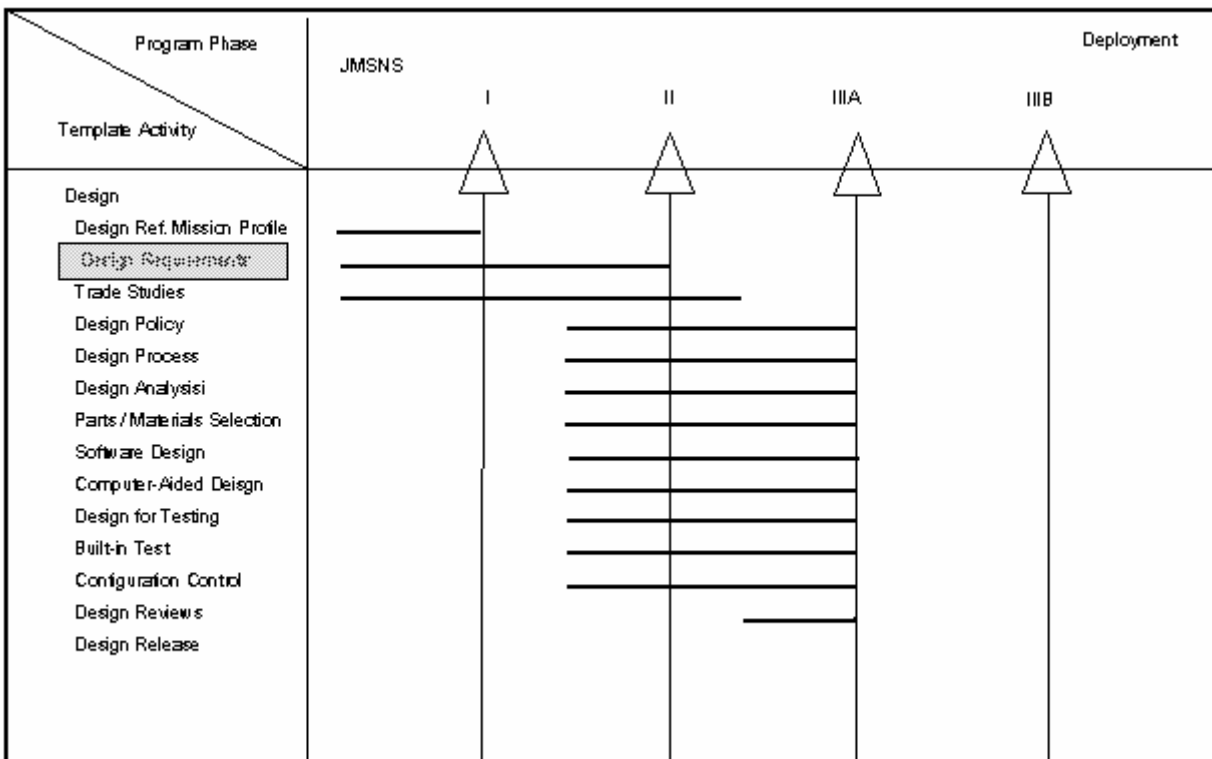 Program Phase
Deployment
JMSNS
I
II
IIIA
IIIB
Template Activity
Design
Design Ref. Mission Profile
Design Requirements
Trade Studies
Design Policy
Design Process
Design Analysisi
Parts / Materials Selection
Software Design
Computer-Aided Deisgn
Design for Testing
Built-in Test
Configuration Control
Design Reviews
Design Release